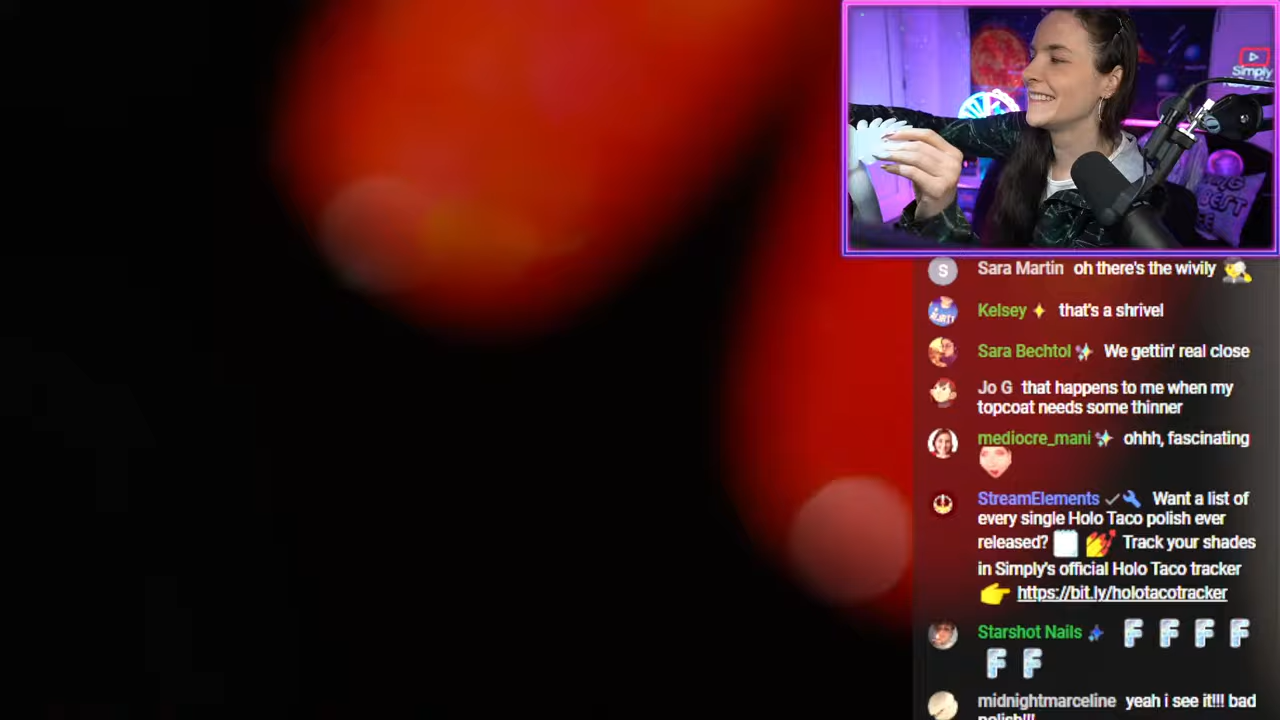 Simply
Sara Martin oh there's the wivily
Kelsey that's a shrivel
Sara Bechtol We gettin' real close
Jo G that happens to me when my
topcoat needs some thinner
mediocre_mani ohhh, fascinating
StreamElements Want a list of
every single Holo Taco polish ever
released? Track your shades
in Simply's official Holo Taco tracker
https://bit.ly/holotacotracker
Starshot Nails F F F F
F F
midnightmarceline yeah i see it!!! bad
polish!!!